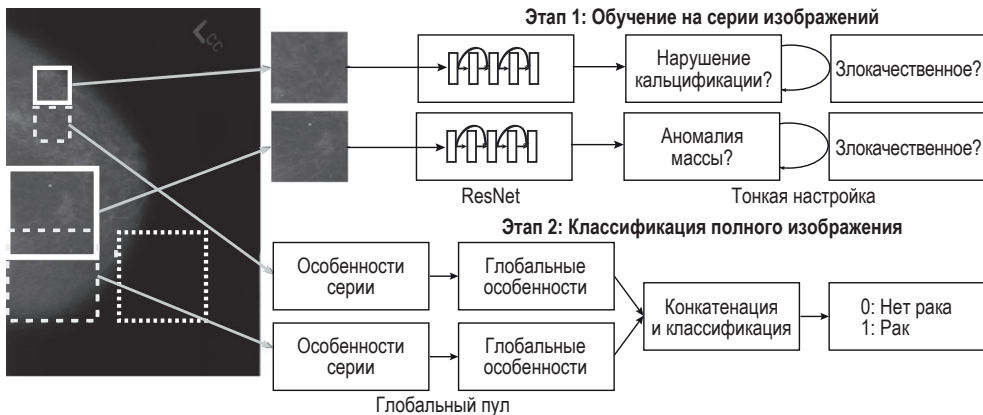 Этап 1: Обучение на серии изображений
L CC
Нарушение
кальцификации?
Злокачественное?
Аномалия
массы?
Злокачественное?
ResNet
Тонкая настройка
Этап 2: Классификация полного изображения
Особенности
серии
Глобальные
особенности
Конкатенация
и классификация
0: Нет рака
1: Рак
Особенности
серии
Глобальные
особенности
Глобальный пул